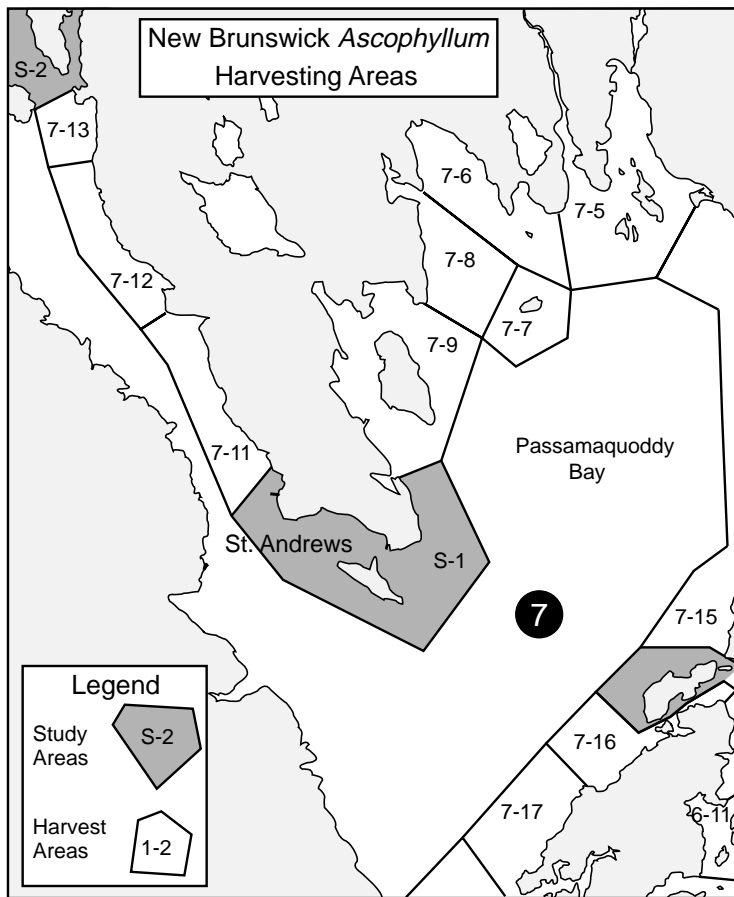 New Brunswick Ascophyllum
Harvesting Areas
S-2
7-13
7-6
7-5
7-8
7-12
7-7
7-9
Passamaquoddy
Bay
7-11
St. Andrews
S-1
7
7-15
7-16
7-17
6-11
Legend
Study
Areas
S-2
Harvest
Areas
1-2